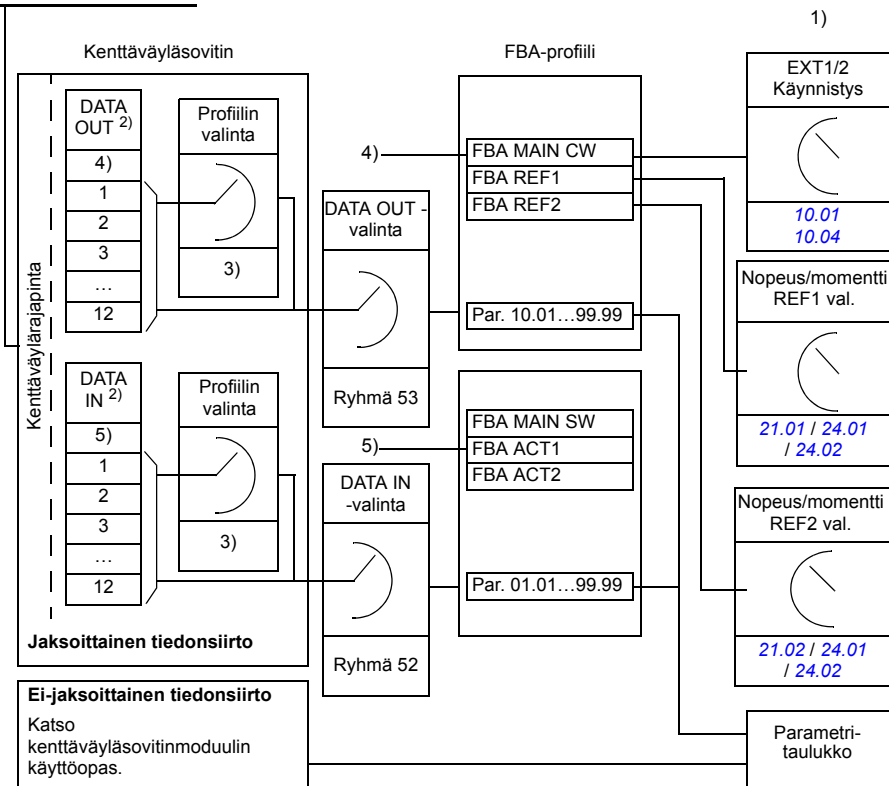 1)
Kenttäväyläsovitin
FBA-profiili
Kenttäväylärajapinta
DATA
OUT 2)
4)
1
2
3
…
12
Profiilin
valinta
3)
DATA
IN 2)
5)
1
2
3
…
12
Profiilin
valinta
3)
Jaksoittainen tiedonsiirto
4)
DATA OUT -
valinta
Ryhmä 53
5)
DATA IN
-valinta
Ryhmä 52
FBA MAIN CW
FBA REF1
FBA REF2
Par. 10.01…99.99
FBA MAIN SW
FBA ACT1
FBA ACT2
Par. 01.01…99.99
EXT1/2
Käynnistys
10.01
10.04
Nopeus/momentti
REF1 val.
21.01 / 24.01
/ 24.02
Nopeus/momentti
REF2 val.
21.02 / 24.01
/ 24.02
Ei-jaksoittainen tiedonsiirto
Katso
kenttäväyläsovitinmoduulin
käyttöopas.
Parametri-
taulukko